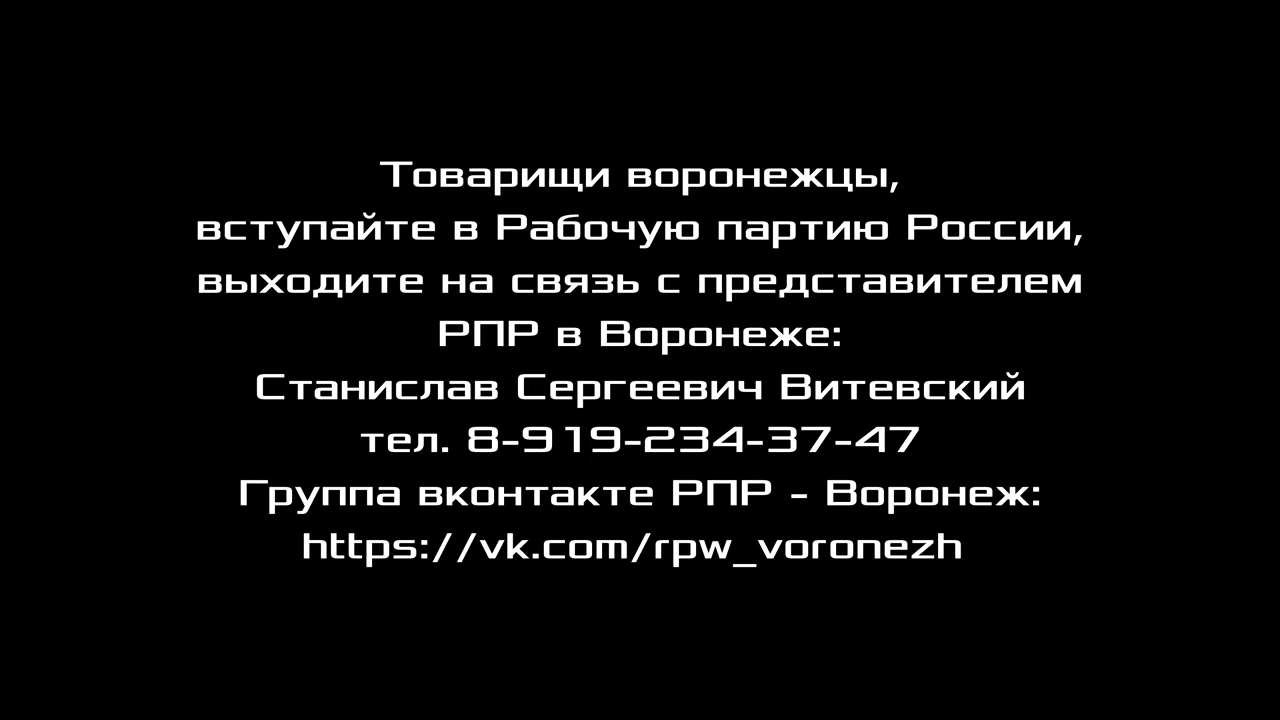 Товарищи воронежцы,
вступайте в Рабочую партию России,
выходите на связь с представителем
РПР в Воронеже:
Станислав Сергеевич Витевский
тел. 8-919-234-37-47
Группа вконтакте РПР - Воронеж:
https://vk.com/rpw_voronezh